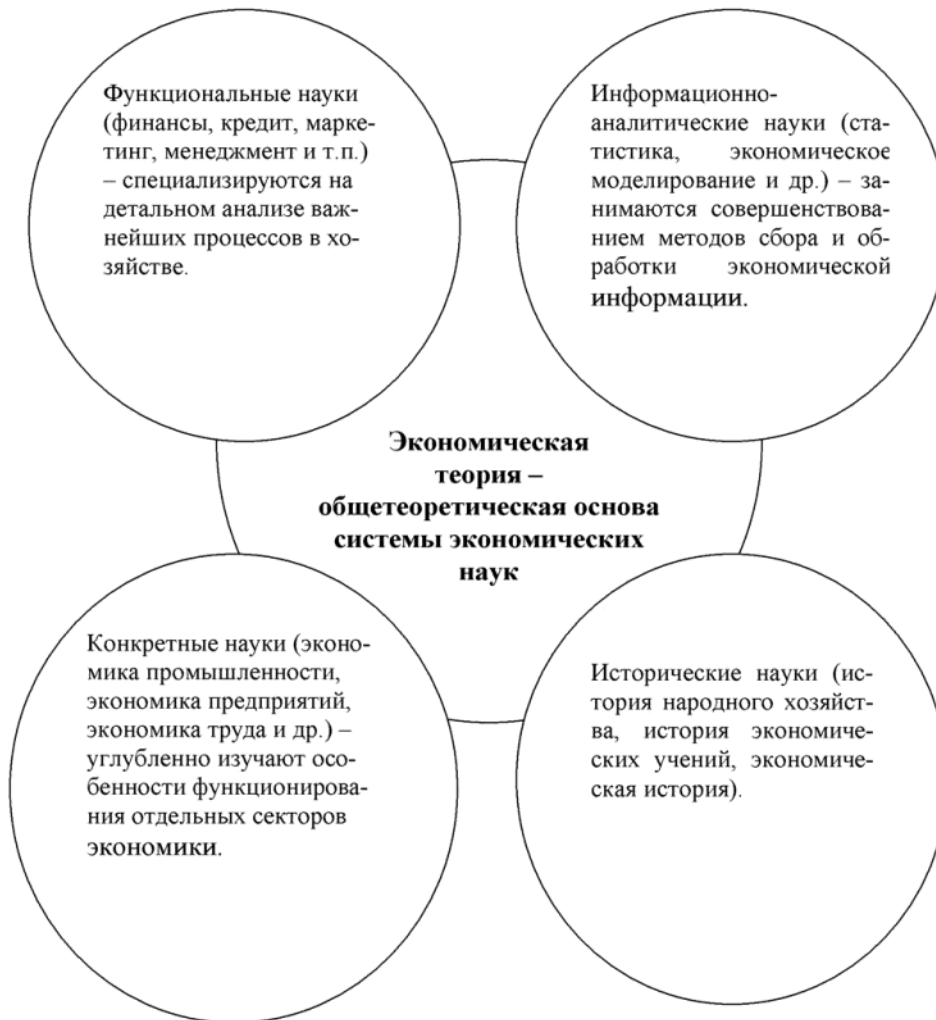 Функциональные науки
(финансы, кредит, марке-
тинг, менеджмент и т.п.)
– специализируются на
детальном анализе важ-
нейших процессов в хо-
зяйстве.
Информационно-
аналитические науки (ста-
тистика, экономическое
моделирование и др.) – за-
нимаются совершенствова-
нием методов сбора и об-
работки экономической
информации.
Экономическая
теория –
общетеоретическая основа
системы экономических
наук
Конкретные науки (эконо-
мика промышленности,
экономика предприятий,
экономика труда и др.) –
углубленно изучают осо-
бенности функционирова-
ния отдельных секторов
экономики.
Исторические науки (ис-
тория народного хозяйст-
ва, история экономиче-
ских учений, экономиче-
ская история).